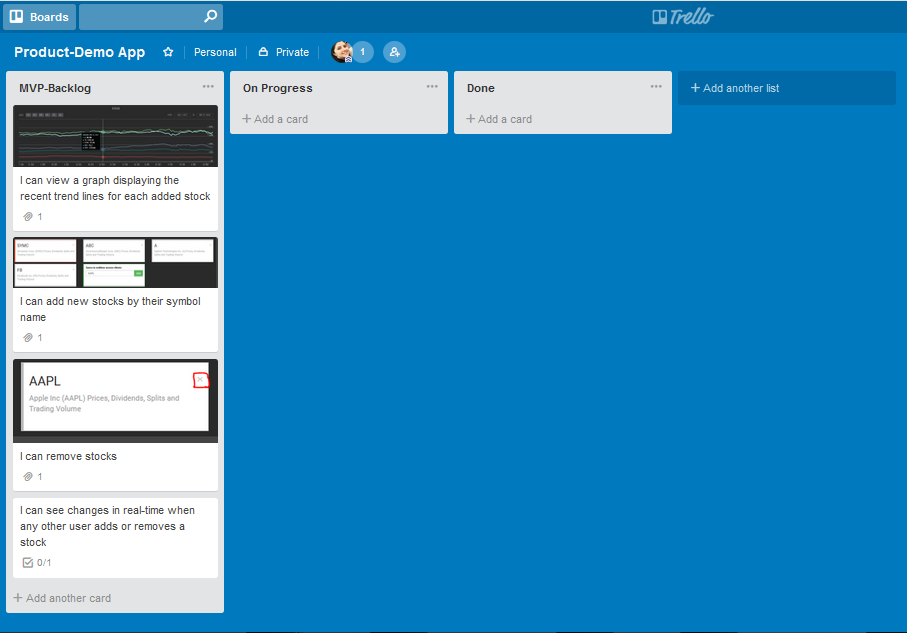 Boards
Trello
Product-Demo App
Personal
Private
1
MVP-Backlog
I can view a graph displaying the
recent trend lines for each added stock
1
SYMC
ABC
A
FB
I can add new stocks by their symbol
name
1
AAPL
Apple Inc (AAPL) Prices, Dividends, Splits and
Trading Volume
I can remove stocks
1
I can see changes in real-time when
any other user adds or removes a
stock
0/1
+ Add another card
On Progress
+ Add a card
Done
+ Add a card
+ Add another list